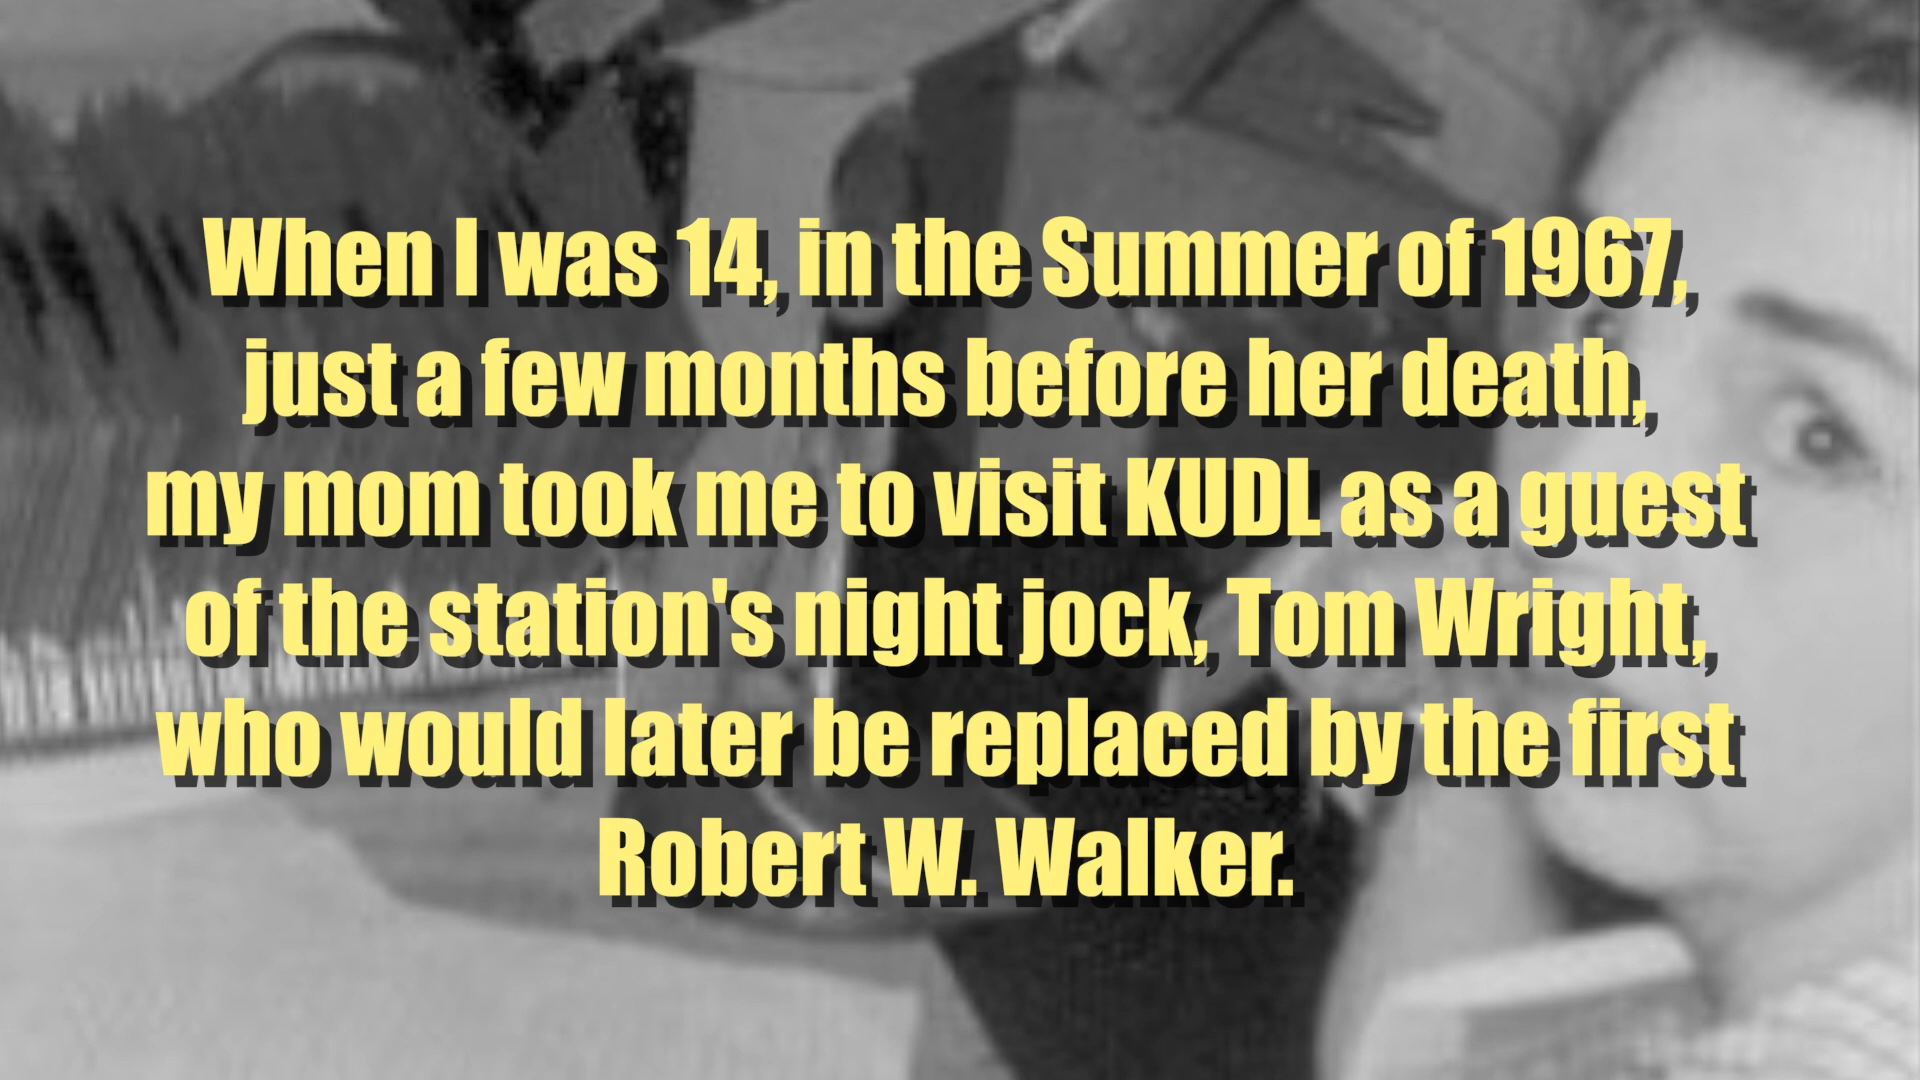 When I was 14, in the Summer of 1967,
just a few months before her death,
my mom took me to visit KUDL as a guest
of the station's night jock, Tom Wright,
who would later be replaced by the first
Robert W. Walker.